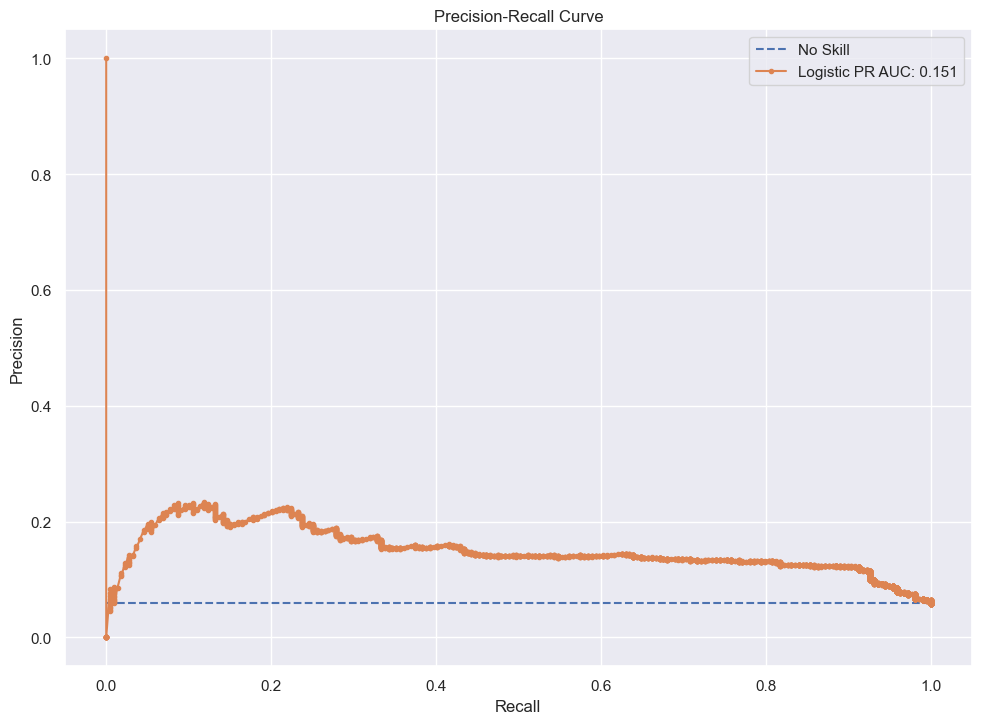 Precision-Recall Curve
No Skill
Logistic PR AUC: 0.151
Precision
1.0
0.8
0.6
0.4
0.2
0.0
0.0 0.2 0.4 0.6 0.8 1.0
Recall